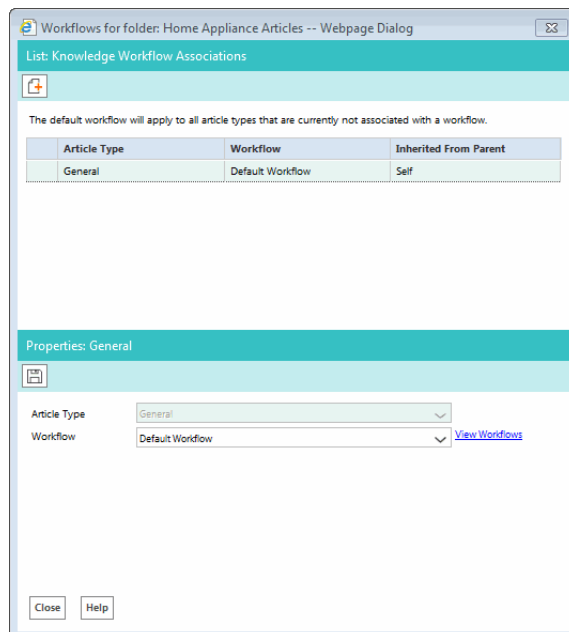 Workflows for folder: Home Appliance Articles -- Webpage Dialog
List: Knowledge Workflow Associations
The default workflow will apply to all article types that are currently not associated with a workflow.
Article Type Workflow Inherited From Parent
General Default Workflow Self
Properties: General
Article Type General
Workflow Default Workflow View Workflows
Close Help